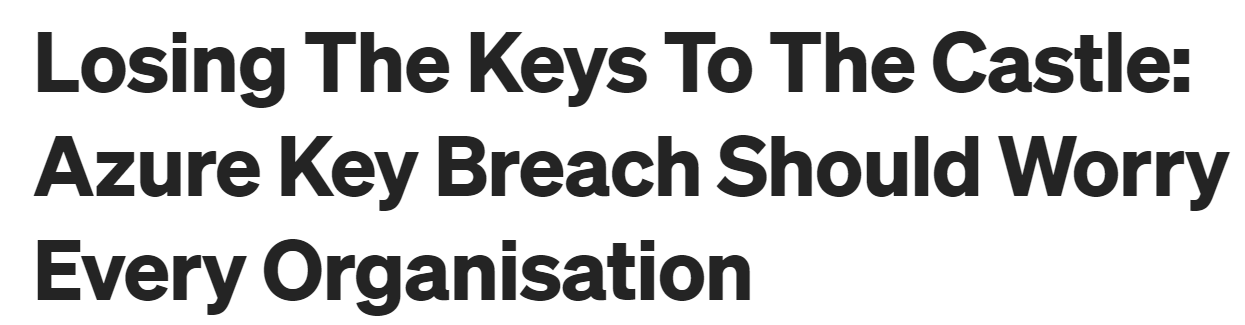 Losing The Keys To The Castle:
Azure Key Breach Should Worry
Every Organisation